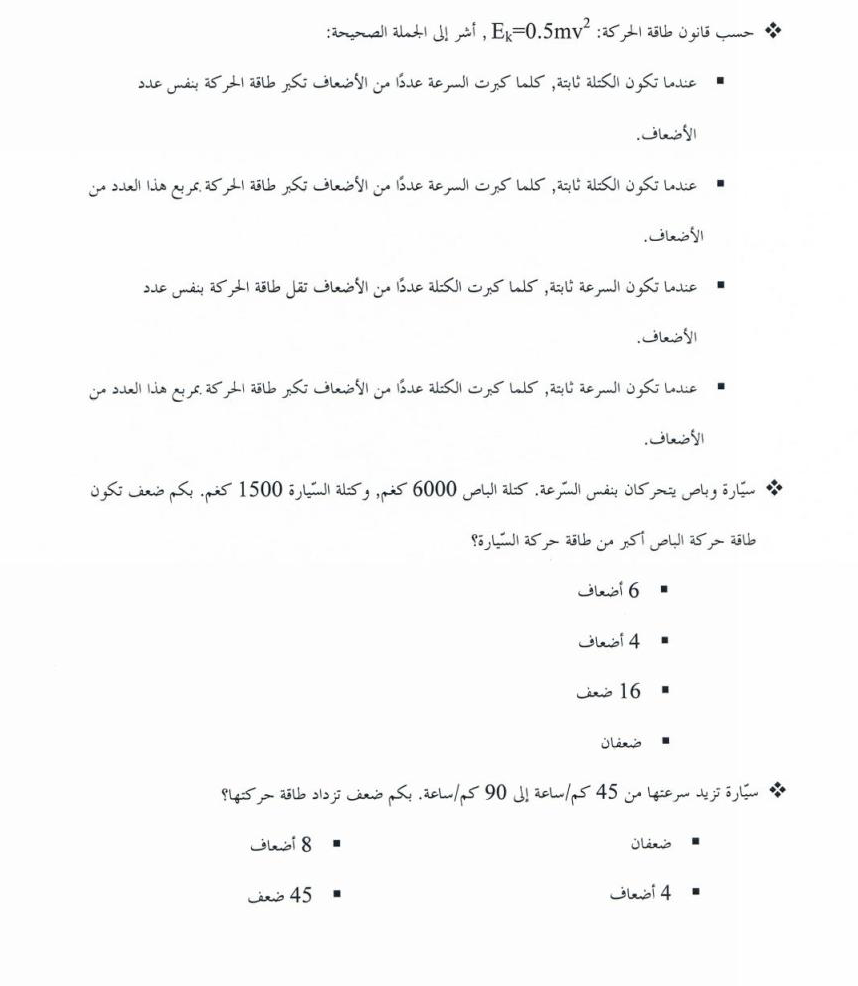 ❖ حسب قانون طاقة الحركة: Eₖ=0.5mv² , أشر إلى الجملة الصحيحة:
▪ عندما تكون الكتلة ثابتة, كلما كبرت السرعة عددًا من الأضعاف تكبر طاقة الحركة بنفس عدد
الأضعاف.
▪ عندما تكون الكتلة ثابتة, كلما كبرت السرعة عددًا من الأضعاف تكبر طاقة الحركة بمربع هذا العدد من
الأضعاف.
▪ عندما تكون السرعة ثابتة, كلما كبرت الكتلة عددًا من الأضعاف تقل طاقة الحركة بنفس عدد
الأضعاف.
▪ عندما تكون السرعة ثابتة, كلما كبرت الكتلة عددًا من الأضعاف تكبر طاقة الحركة بمربع هذا العدد من
الأضعاف.
❖ سيّارة وباص يتحركان بنفس السّرعة. كتلة الباص 6000 كغم, وكتلة السّيارة 1500 كغم. بكم ضعف تكون
طاقة حركة الباص أكبر من طاقة حركة السّيارة؟
▪ 6 أضعاف
▪ 4 أضعاف
▪ 16 ضعف
▪ ضعفان
❖ سيّارة تزيد سرعتها من 45 كم/ساعة إلى 90 كم/ساعة. بكم ضعف تزداد طاقة حركتها؟
▪ ضعفان ▪ 8 أضعاف
▪ 4 أضعاف ▪ 45 ضعف